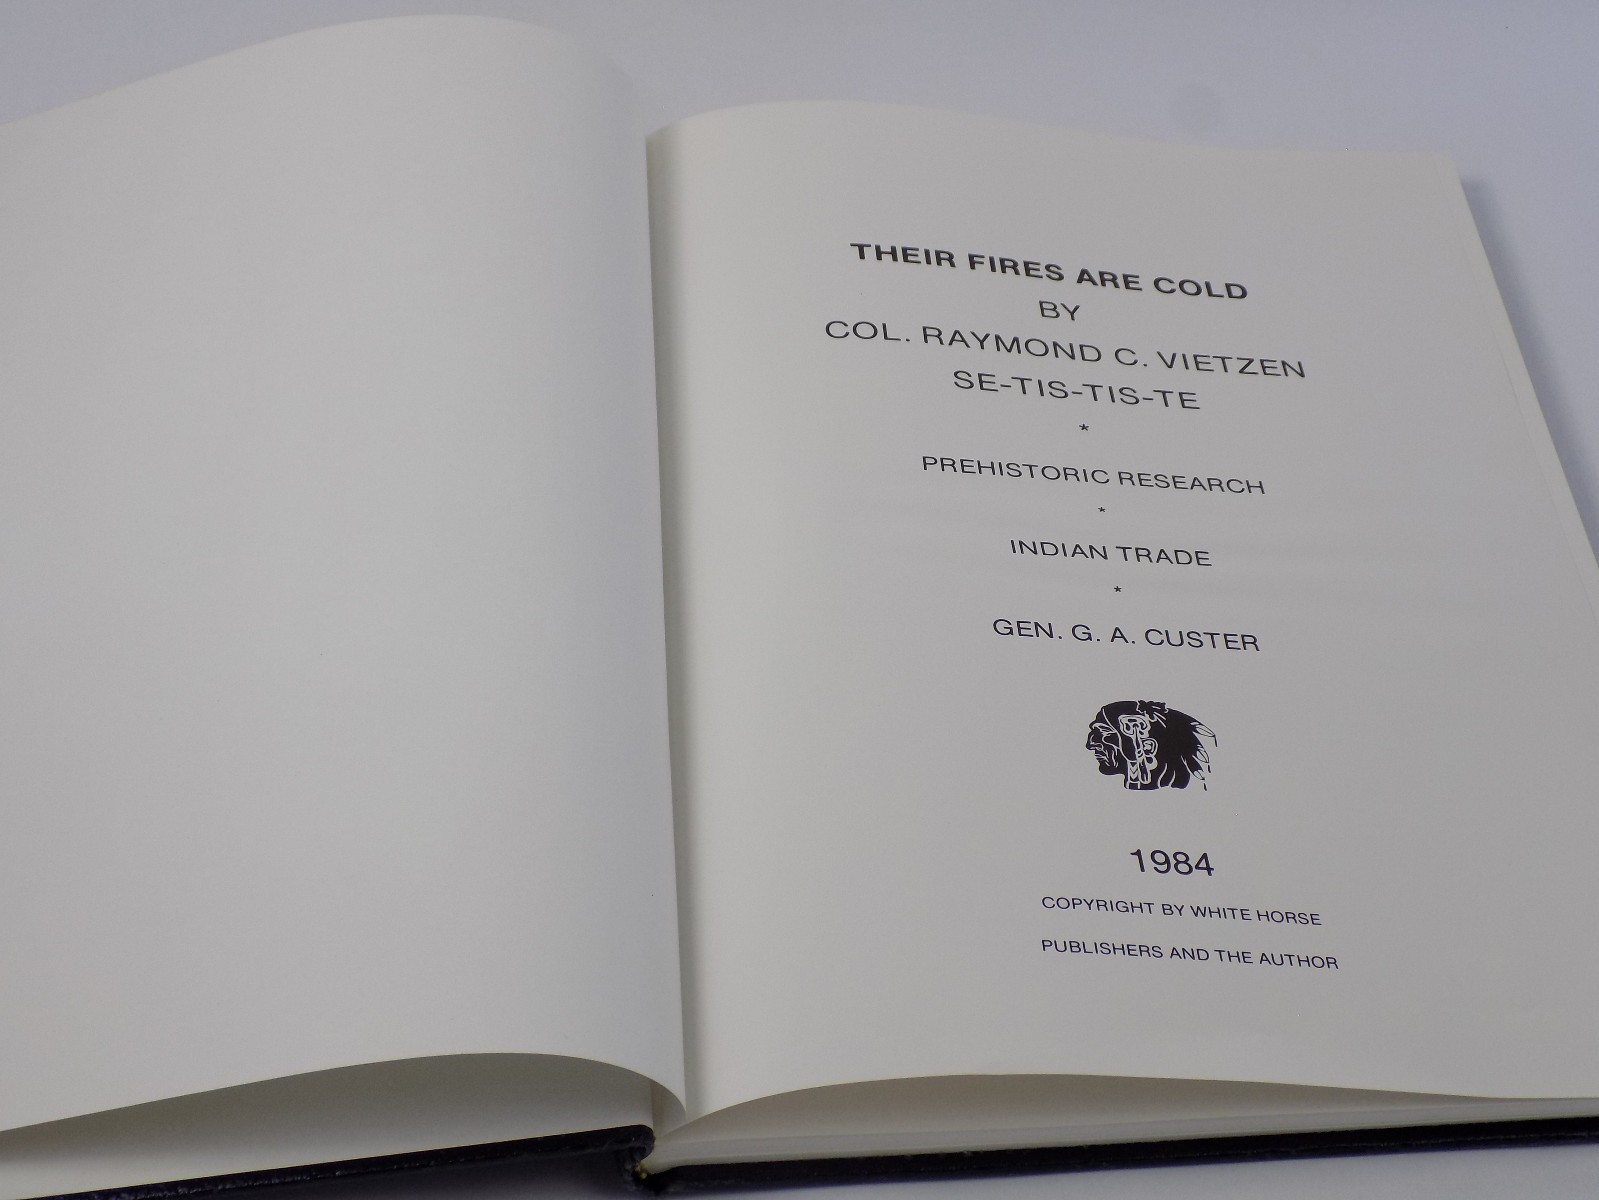 THEIR FIRES ARE COLD
BY
COL. RAYMOND C. VIETZEN
SE-TIS-TIS-TE
*
PREHISTORIC RESEARCH
*
INDIAN TRADE
*
GEN. G. A. CUSTER
1984
COPYRIGHT BY WHITE HORSE
PUBLISHERS AND THE AUTHOR